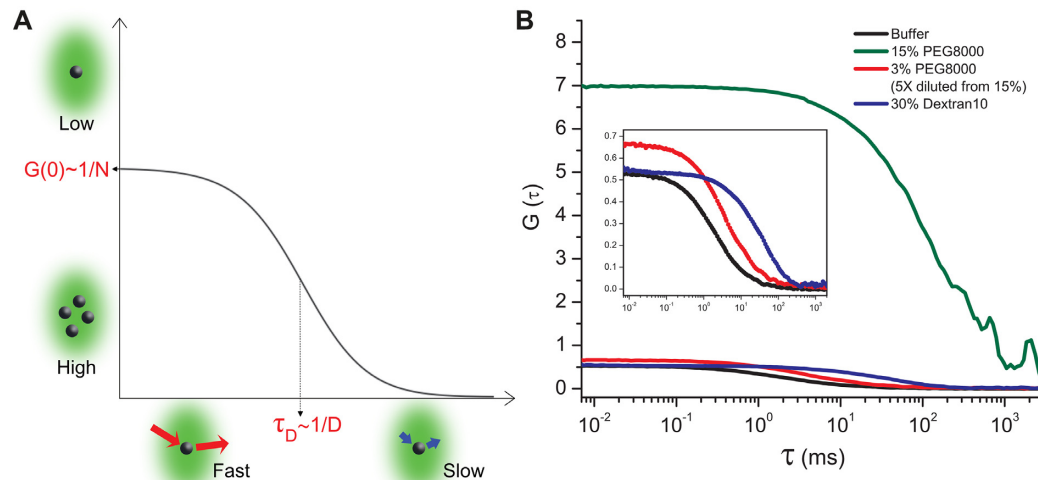 A
Low
G(0)~1/N
High
τD~1/D
Fast
Slow
B
Buffer
15% PEG8000
3% PEG8000
(5X diluted from 15%)
30% Dextran10
8
7
6
5
4
3
2
1
0
G (τ)
0.7
0.6
0.5
0.4
0.3
0.2
0.1
0.0
10-2 10-1 100 101 102 103
10-2 10-1 100 101 102 103
τ (ms)